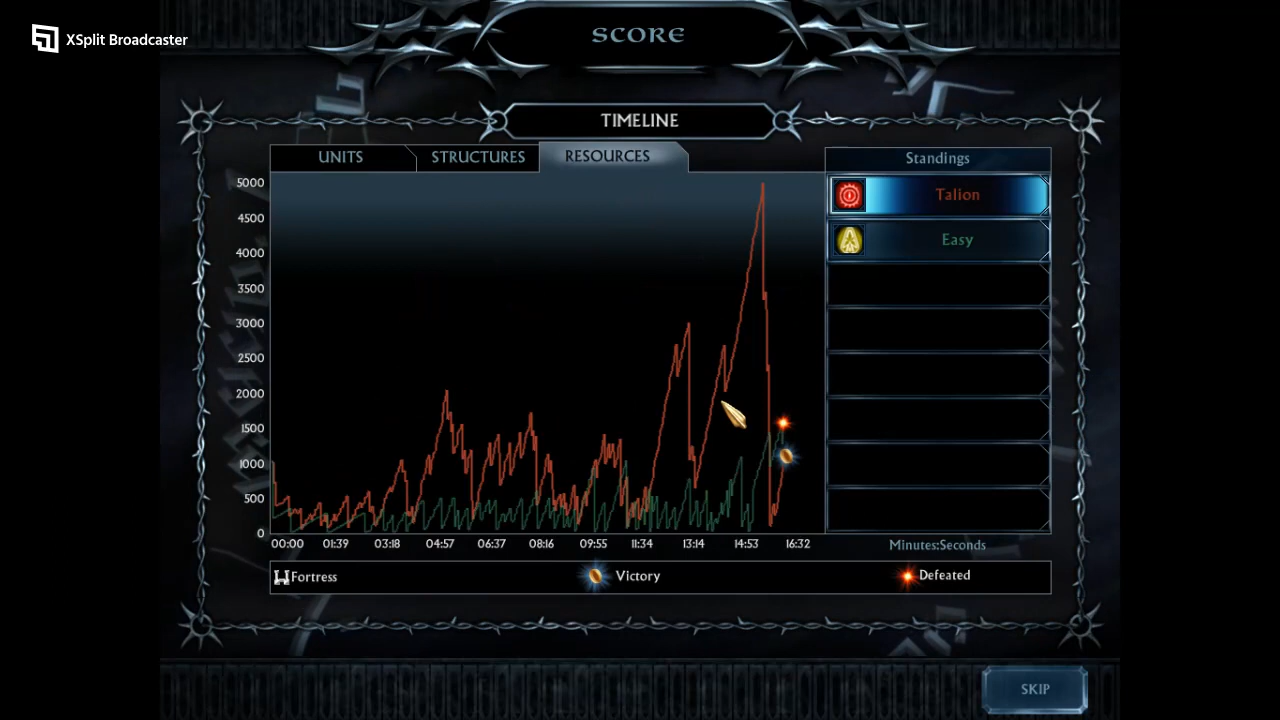 XSplit Broadcaster
SCORE
TIMELINE
UNITS
STRUCTURES
RESOURCES
Standings
Talion
Easy
5000
4500
4000
3500
3000
2500
2000
1500
1000
500
0
00:00 01:39 03:18 04:57 06:37 08:16 09:55 11:34 13:14 14:53 16:32
Minutes:Seconds
Fortress
Victory
Defeated
SKIP